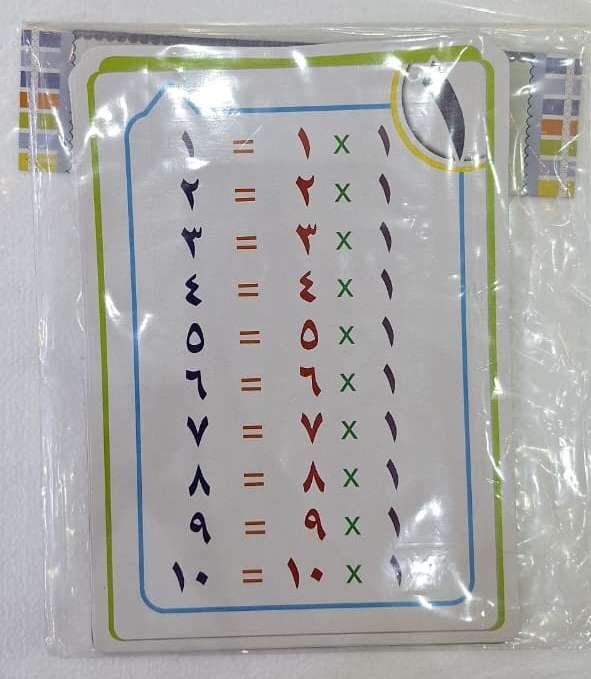 ١
١ x ١ = ١
١ x ٢ = ٢
١ x ٣ = ٣
١ x ٤ = ٤
١ x ٥ = ٥
١ x ٦ = ٦
١ x ٧ = ٧
١ x ٨ = ٨
١ x ٩ = ٩
١ x ١٠ = ١٠